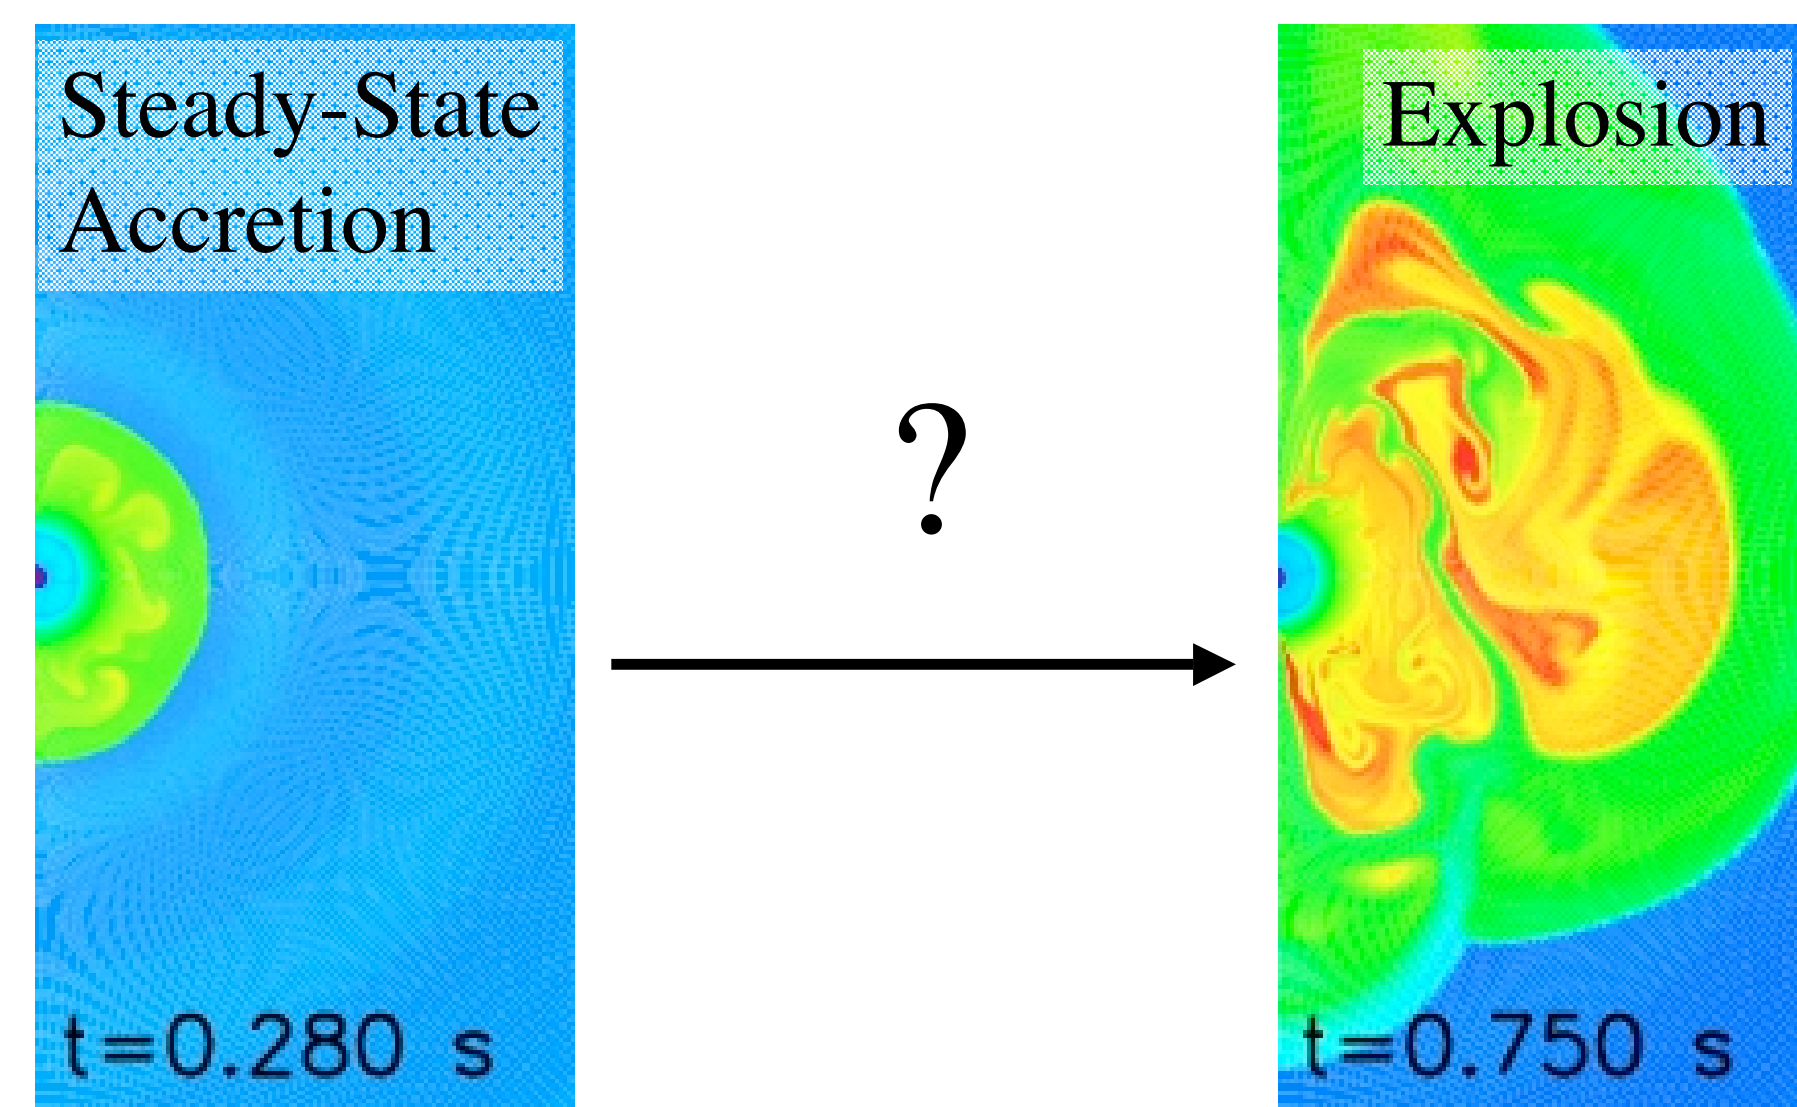 Steady-State
Accretion
t=0.280 s
?
Explosion
t=0.750 s